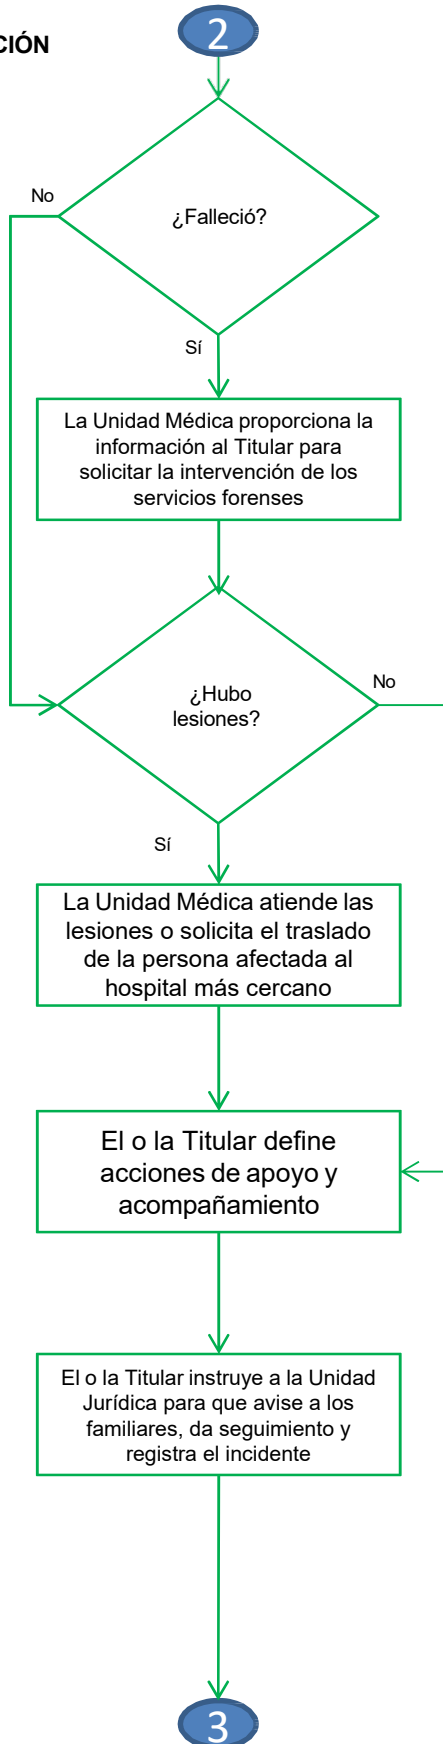 2
CIÓN
No
¿Falleció?
Sí
La Unidad Médica proporciona la
información al Titular para
solicitar la intervención de los
servicios forenses
¿Hubo
lesiones?
No
Sí
La Unidad Médica atiende las
lesiones o solicita el traslado
de la persona afectada al
hospital más cercano
El o la Titular define
acciones de apoyo y
acompañamiento
El o la Titular instruye a la Unidad
Jurídica para que avise a los
familiares, da seguimiento y
registra el incidente
3